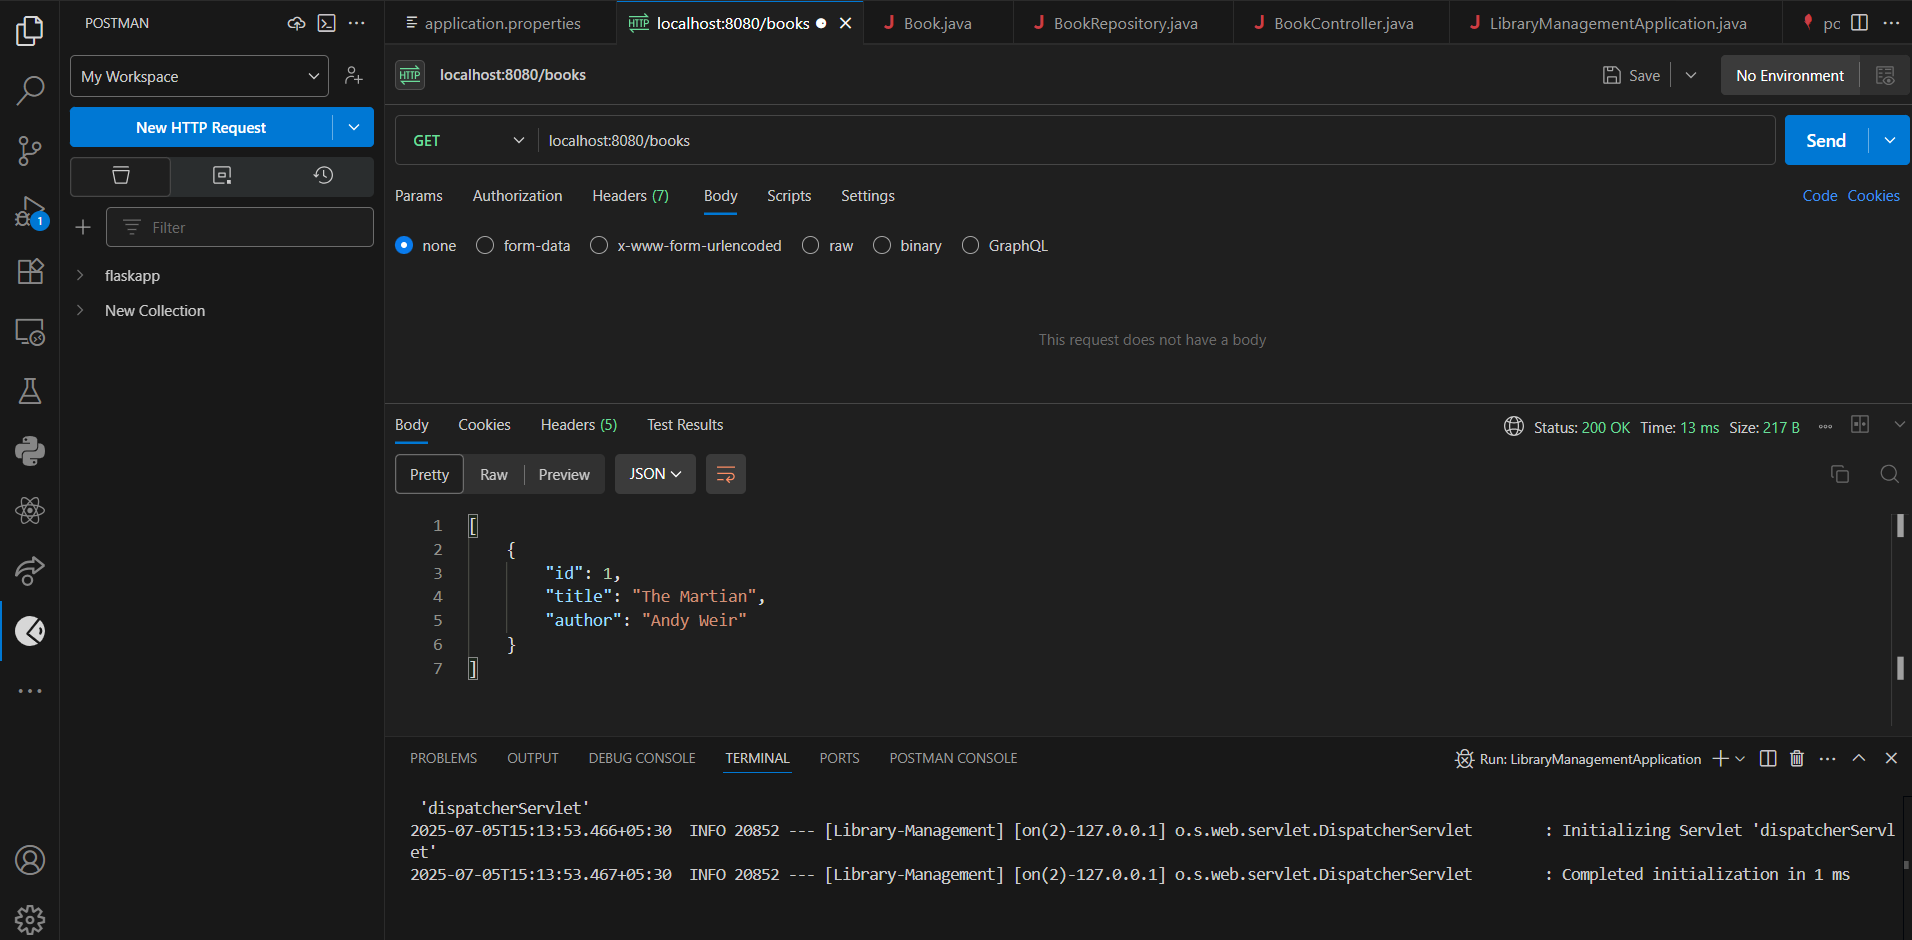 POSTMAN
My Workspace
New HTTP Request
Filter
flaskapp
New Collection
1
application.properties
HTTP localhost:8080/books
J Book.java
J BookRepository.java
J BookController.java
J LibraryManagementApplication.java
pc
HTTP localhost:8080/books
Save
No Environment
GET localhost:8080/books
Send
Params Authorization Headers (7) Body Scripts Settings
Code Cookies
none form-data x-www-form-urlencoded raw binary GraphQL
This request does not have a body
Body Cookies Headers (5) Test Results
Status: 200 OK Time: 13 ms Size: 217 B
Pretty Raw Preview JSON
1 [
2 {
3 "id": 1,
4 "title": "The Martian",
5 "author": "Andy Weir"
6 }
7 ]
PROBLEMS OUTPUT DEBUG CONSOLE TERMINAL PORTS POSTMAN CONSOLE
Run: LibraryManagementApplication
'dispatcherServlet'
2025-07-05T15:13:53.466+05:30 INFO 20852 --- [Library-Management] [on(2)-127.0.0.1] o.s.web.servlet.DispatcherServlet : Initializing Servlet 'dispatcherServl
et'
2025-07-05T15:13:53.467+05:30 INFO 20852 --- [Library-Management] [on(2)-127.0.0.1] o.s.web.servlet.DispatcherServlet : Completed initialization in 1 ms